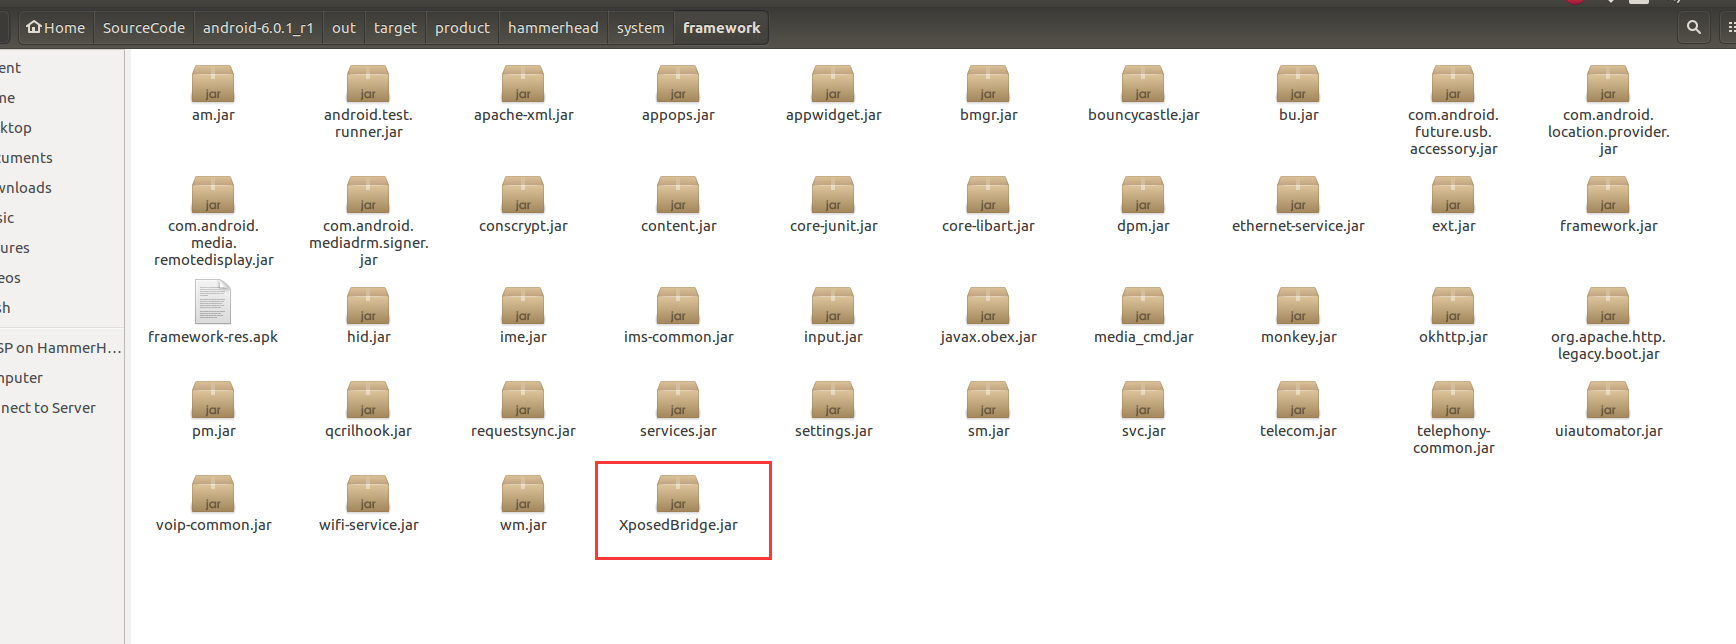 Home SourceCode android-6.0.1_r1 out target product hammerhead system framework
ent
me
ktop
uments
wnloads
sic
ures
eos
sh
SP on HammerH...
mputer
nnect to Server
jar jar jar jar jar jar jar jar jar jar
am.jar android.test. apache-xml.jar appops.jar appwidget.jar bmgr.jar bouncycastle.jar bu.jar com.android. com.android.
runner.jar future.usb. location.provider.
accessory.jar jar
jar jar jar jar jar jar jar jar jar jar
com.android. com.android. conscrypt.jar content.jar core-junit.jar core-libart.jar dpm.jar ethernet-service.jar ext.jar framework.jar
media. mediadrm.signer.
remotedisplay.jar jar
jar jar jar jar jar jar jar jar jar
framework-res.apk hid.jar ime.jar ims-common.jar input.jar javax.obex.jar media_cmd.jar monkey.jar okhttp.jar org.apache.http.
legacy.boot.jar
jar jar jar jar jar jar jar jar jar jar
pm.jar qcrilhook.jar requestsync.jar services.jar settings.jar sm.jar svc.jar telecom.jar telephony- uiautomator.jar
common.jar
jar jar jar jar
voip-common.jar wifi-service.jar wm.jar XposedBridge.jar